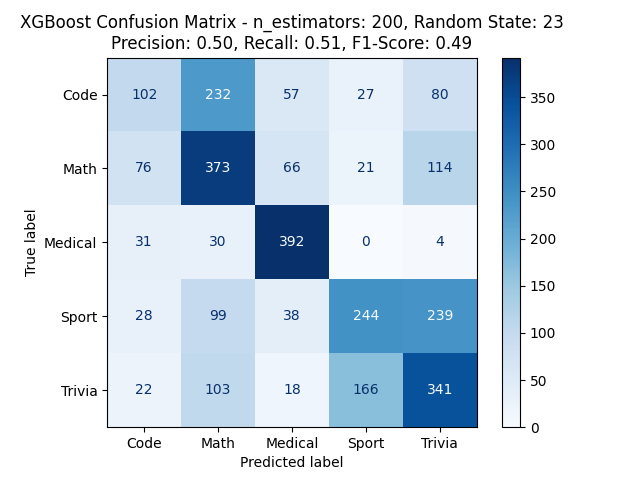 XGBoost Confusion Matrix - n_estimators: 200, Random State: 23
Precision: 0.50, Recall: 0.51, F1-Score: 0.49
True label
Code 102 232 57 27 80
Math 76 373 66 21 114
Medical 31 30 392 0 4
Sport 28 99 38 244 239
Trivia 22 103 18 166 341
Code Math Medical Sport Trivia
Predicted label
350
300
250
200
150
100
50
0